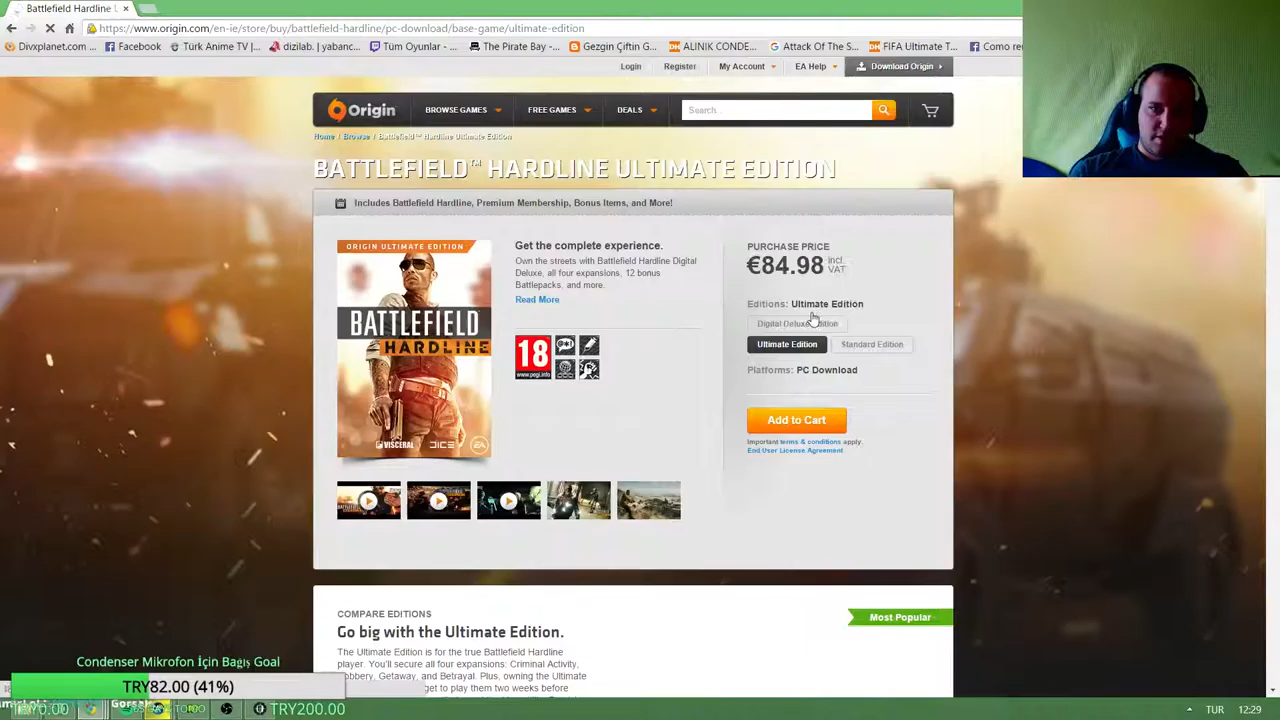 Battlefield Hardline U
https://www.origin.com/en-ie/store/buy/battlefield-hardline/pc-download/base-game/ultimate-edition
Divxplanet.com
Facebook
Türk Anime TV |...
dizilab. | yabanc...
Tüm Oyunlar -...
The Pirate Bay -...
Gezgin Çiftin G...
ALINIK CONDE...
Attack Of The S...
FIFA Ultimate T...
Como re
Login
Register
My Account
EA Help
Download Origin
Origin
BROWSE GAMES
FREE GAMES
DEALS
Search...
Home / Browse / Battlefield™ Hardline Ultimate Edition
BATTLEFIELD™ HARDLINE ULTIMATE EDITION
Includes Battlefield Hardline, Premium Membership, Bonus Items, and More!
ORIGIN ULTIMATE EDITION
BATTLEFIELD
HARDLINE
VISCERAL
DICE
EA
Get the complete experience.
Own the streets with Battlefield Hardline Digital
Deluxe, all four expansions, 12 bonus
Battlepacks, and more.
Read More
18
www.pegi.info
PURCHASE PRICE
€84.98 incl. VAT
Editions: Ultimate Edition
Digital Deluxe Edition
Ultimate Edition
Standard Edition
Platforms: PC Download
Add to Cart
Important terms & conditions apply.
End User License Agreement
COMPARE EDITIONS
Most Popular
Go big with the Ultimate Edition.
The Ultimate Edition is for the true Battlefield Hardline
player. You'll secure all four expansions: Criminal Activity,
obbery, Getaway, and Betrayal. Plus, owning the Ultimate
get to play them two weeks before
Condenser Mikrofon İçin Bağış Goal
TRY82.00 (41%)
TRY0.00
TRY200.00
TUR
12:29